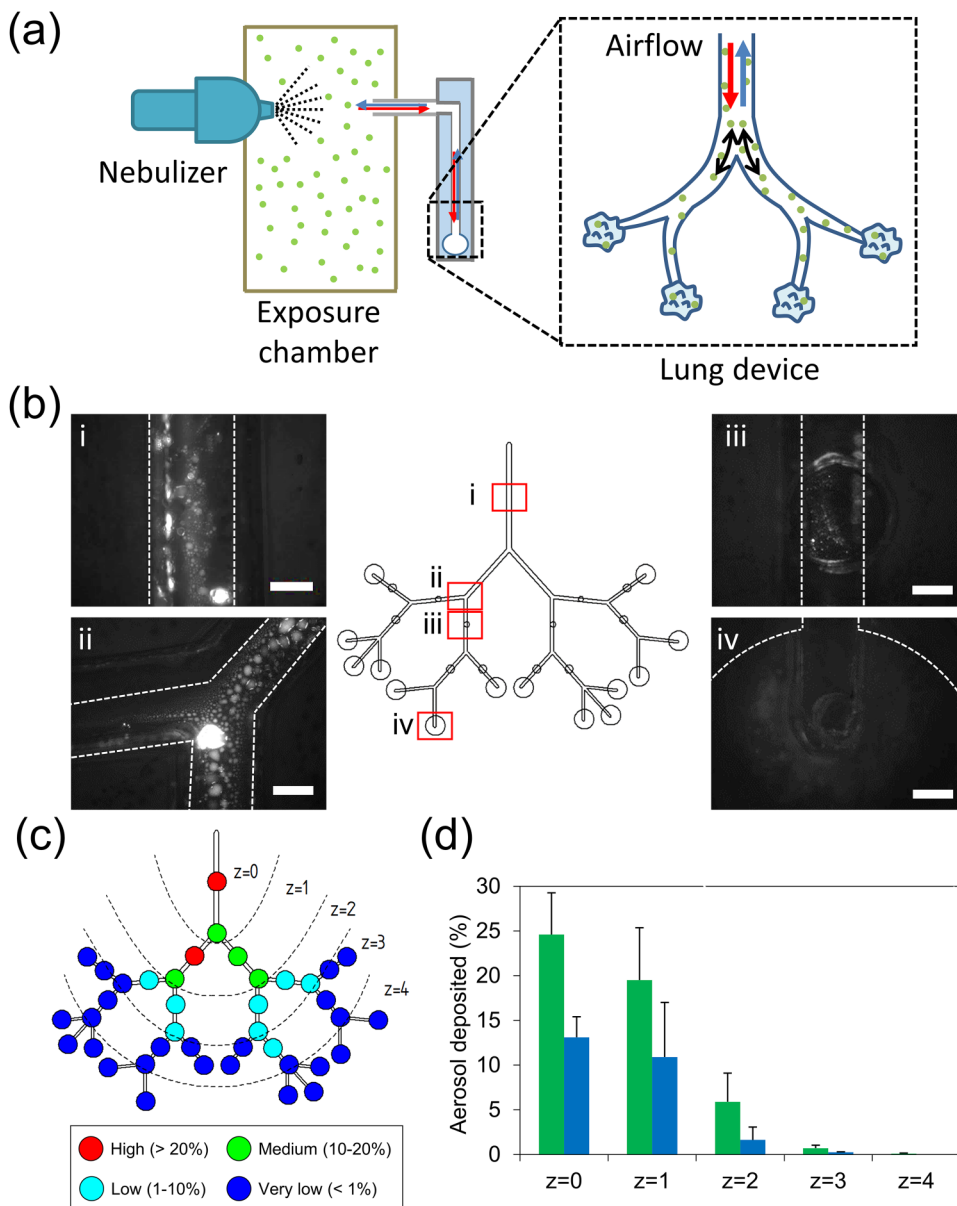 (a)
Nebulizer
Exposure
chamber
Airflow
Lung device
(b)
i
ii
iii
iv
i
ii
iii
iv
(c)
z=0
z=1
z=2
z=3
z=4
High (> 20%)
Medium (10-20%)
Low (1-10%)
Very low (< 1%)
(d)
Aerosol deposited (%)
30
25
20
15
10
5
0
z=0
z=1
z=2
z=3
z=4